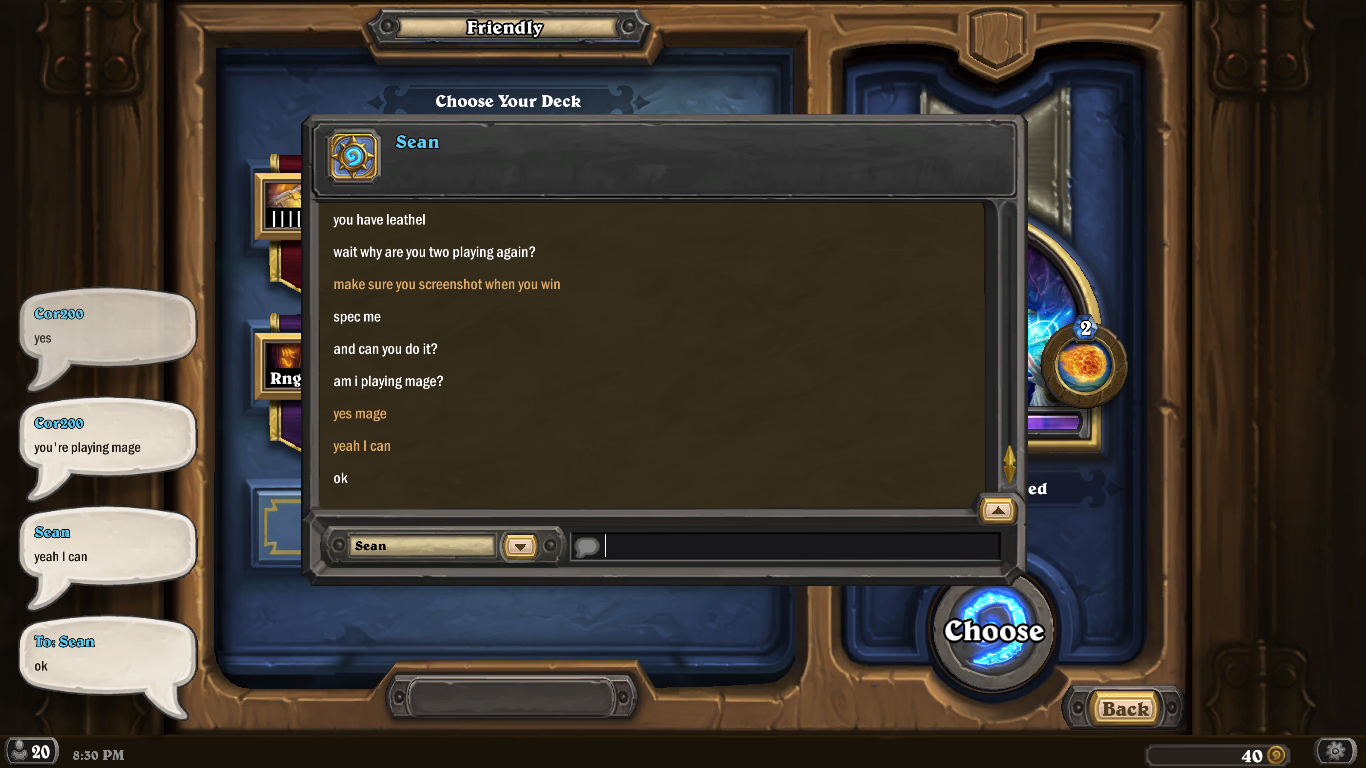 Friendly
Choose Your Deck
Sean
you have leathel
wait why are you two playing again?
make sure you screenshot when you win
spec me
and can you do it?
am i playing mage?
yes mage
yeah I can
ok
Sean
Cor200
yes
Cor200
you're playing mage
Sean
yeah I can
To: Sean
ok
Rng
2
ed
Choose
Back
20
8:30 PM
40